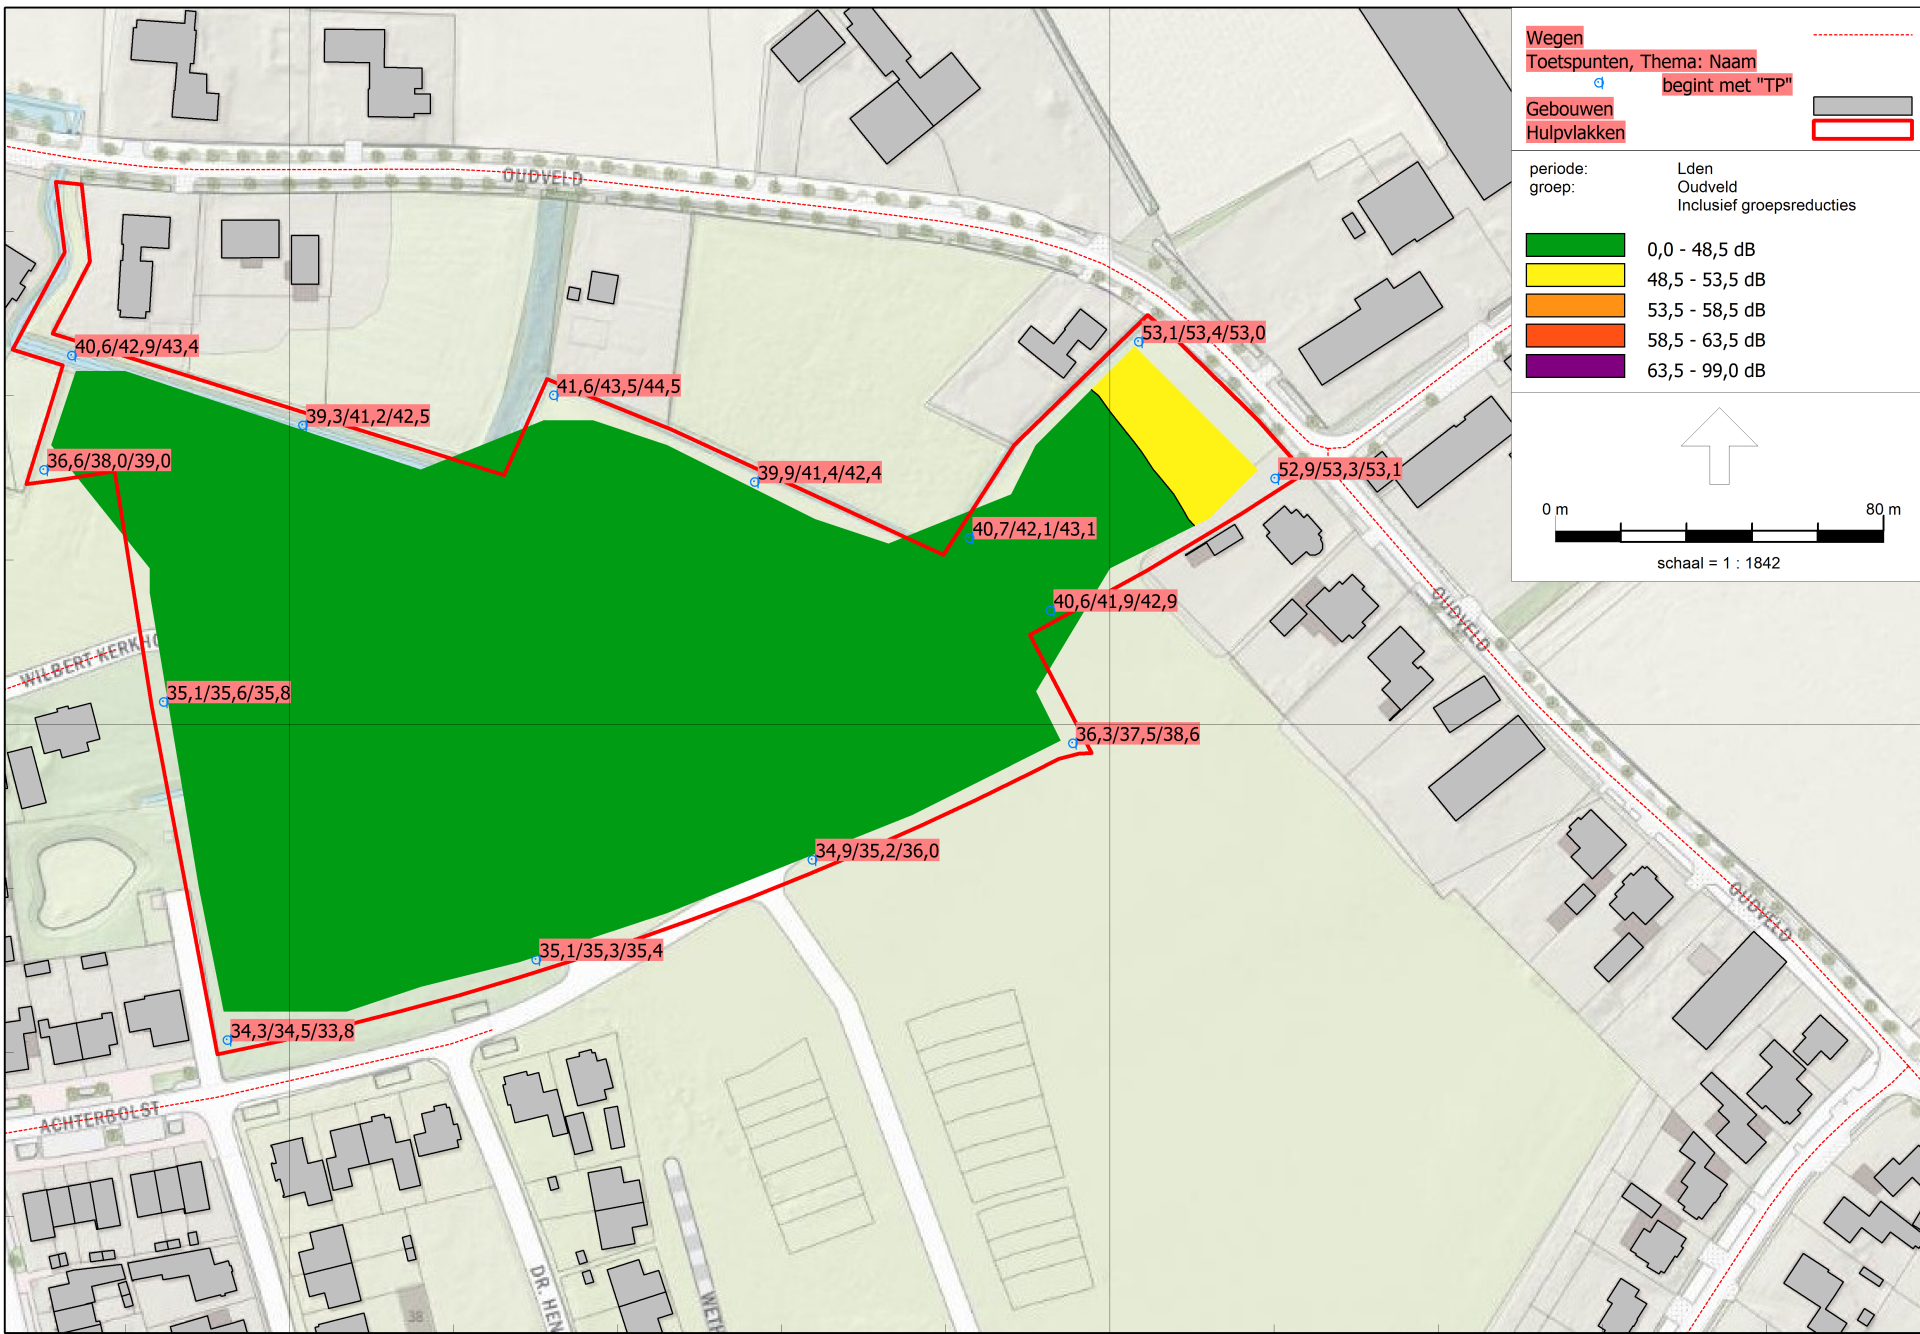 Wegen
Toetspunten, Thema: Naam
begint met "TP"
Gebouwen
Hulpvlakken
periode: Lden
groep: Oudveld
Inclusief groepsreducties
0,0 - 48,5 dB
48,5 - 53,5 dB
53,5 - 58,5 dB
58,5 - 63,5 dB
63,5 - 99,0 dB
0 m 80 m
schaal = 1 : 1842
OUDVELD
53,1/53,4/53,0
40,6/42,9/43,4
41,6/43,5/44,5
39,3/41,2/42,5
36,6/38,0/39,0
39,9/41,4/42,4
52,9/53,3/53,1
40,7/42,1/43,1
40,6/41,9/42,9
OUDVELD
WILBERT KERKHO
35,1/35,6/35,8
36,3/37,5/38,6
34,9/35,2/36,0
OUDVELD
35,1/35,3/35,4
34,3/34,5/33,8
ACHTERBOLST
DR. HEN
WETH
38